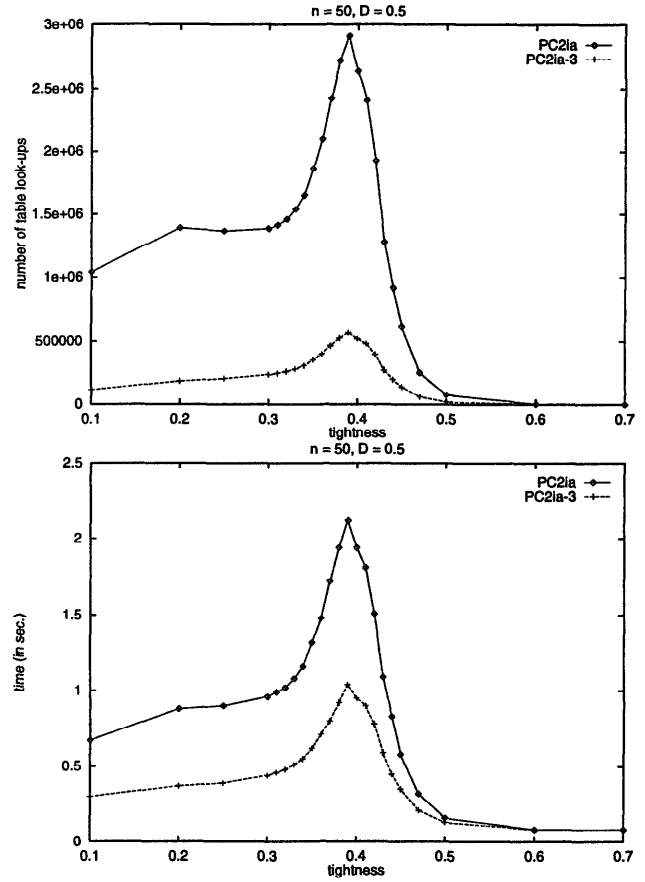 n = 50, D = 0.5
3e+06
2.5e+06
2e+06
1.5e+06
1e+06
500000
0
number of table look-ups
PC2ia
PC2ia-3
0.1 0.2 0.3 0.4 0.5 0.6 0.7
tightness
n = 50, D = 0.5
2.5
2
1.5
1
0.5
0
time (in sec.)
PC2ia
PC2ia-3
0.1 0.2 0.3 0.4 0.5 0.6 0.7
tightness